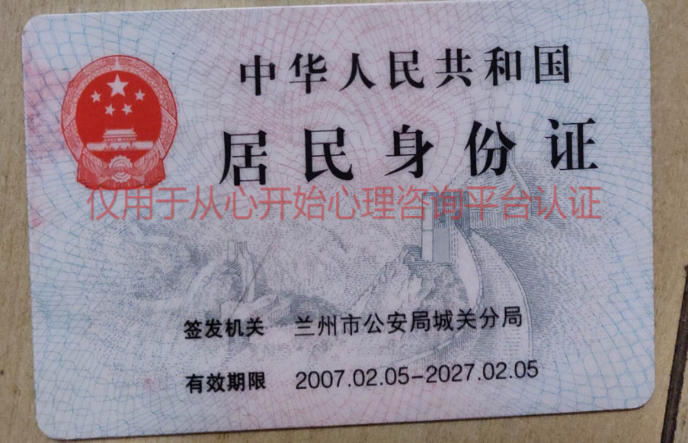 中华人民共和国
居民身份证
仅用于从心开始心理咨询平台认证
签发机关 兰州市公安局城关分局
有效期限 2007.02.05-2027.02.05